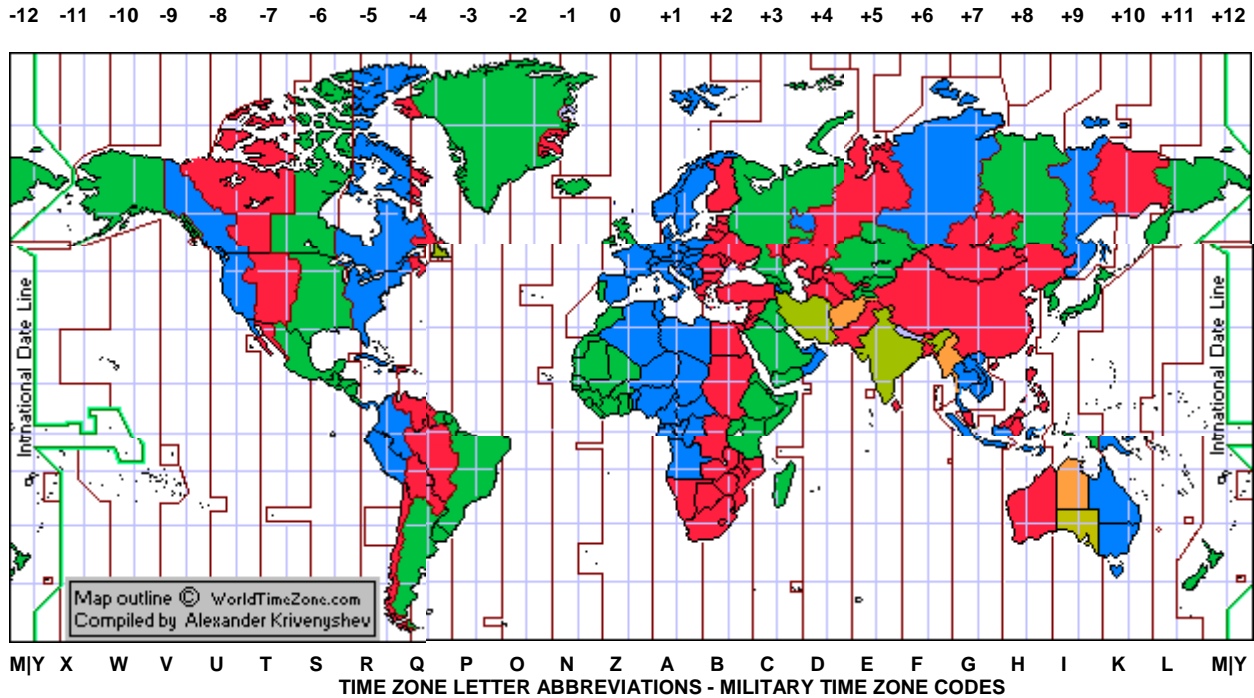 -12 -11 -10 -9 -8 -7 -6 -5 -4 -3 -2 -1 0 +1 +2 +3 +4 +5 +6 +7 +8 +9 +10 +11 +12
Intnational Date Line
Intnational Date Line
Map outline © WorldTimeZone.com
Compiled by Alexander Krivenyshev
M|Y X W V U T S R Q P O N Z A B C D E F G H I K L M|Y
TIME ZONE LETTER ABBREVIATIONS - MILITARY TIME ZONE CODES